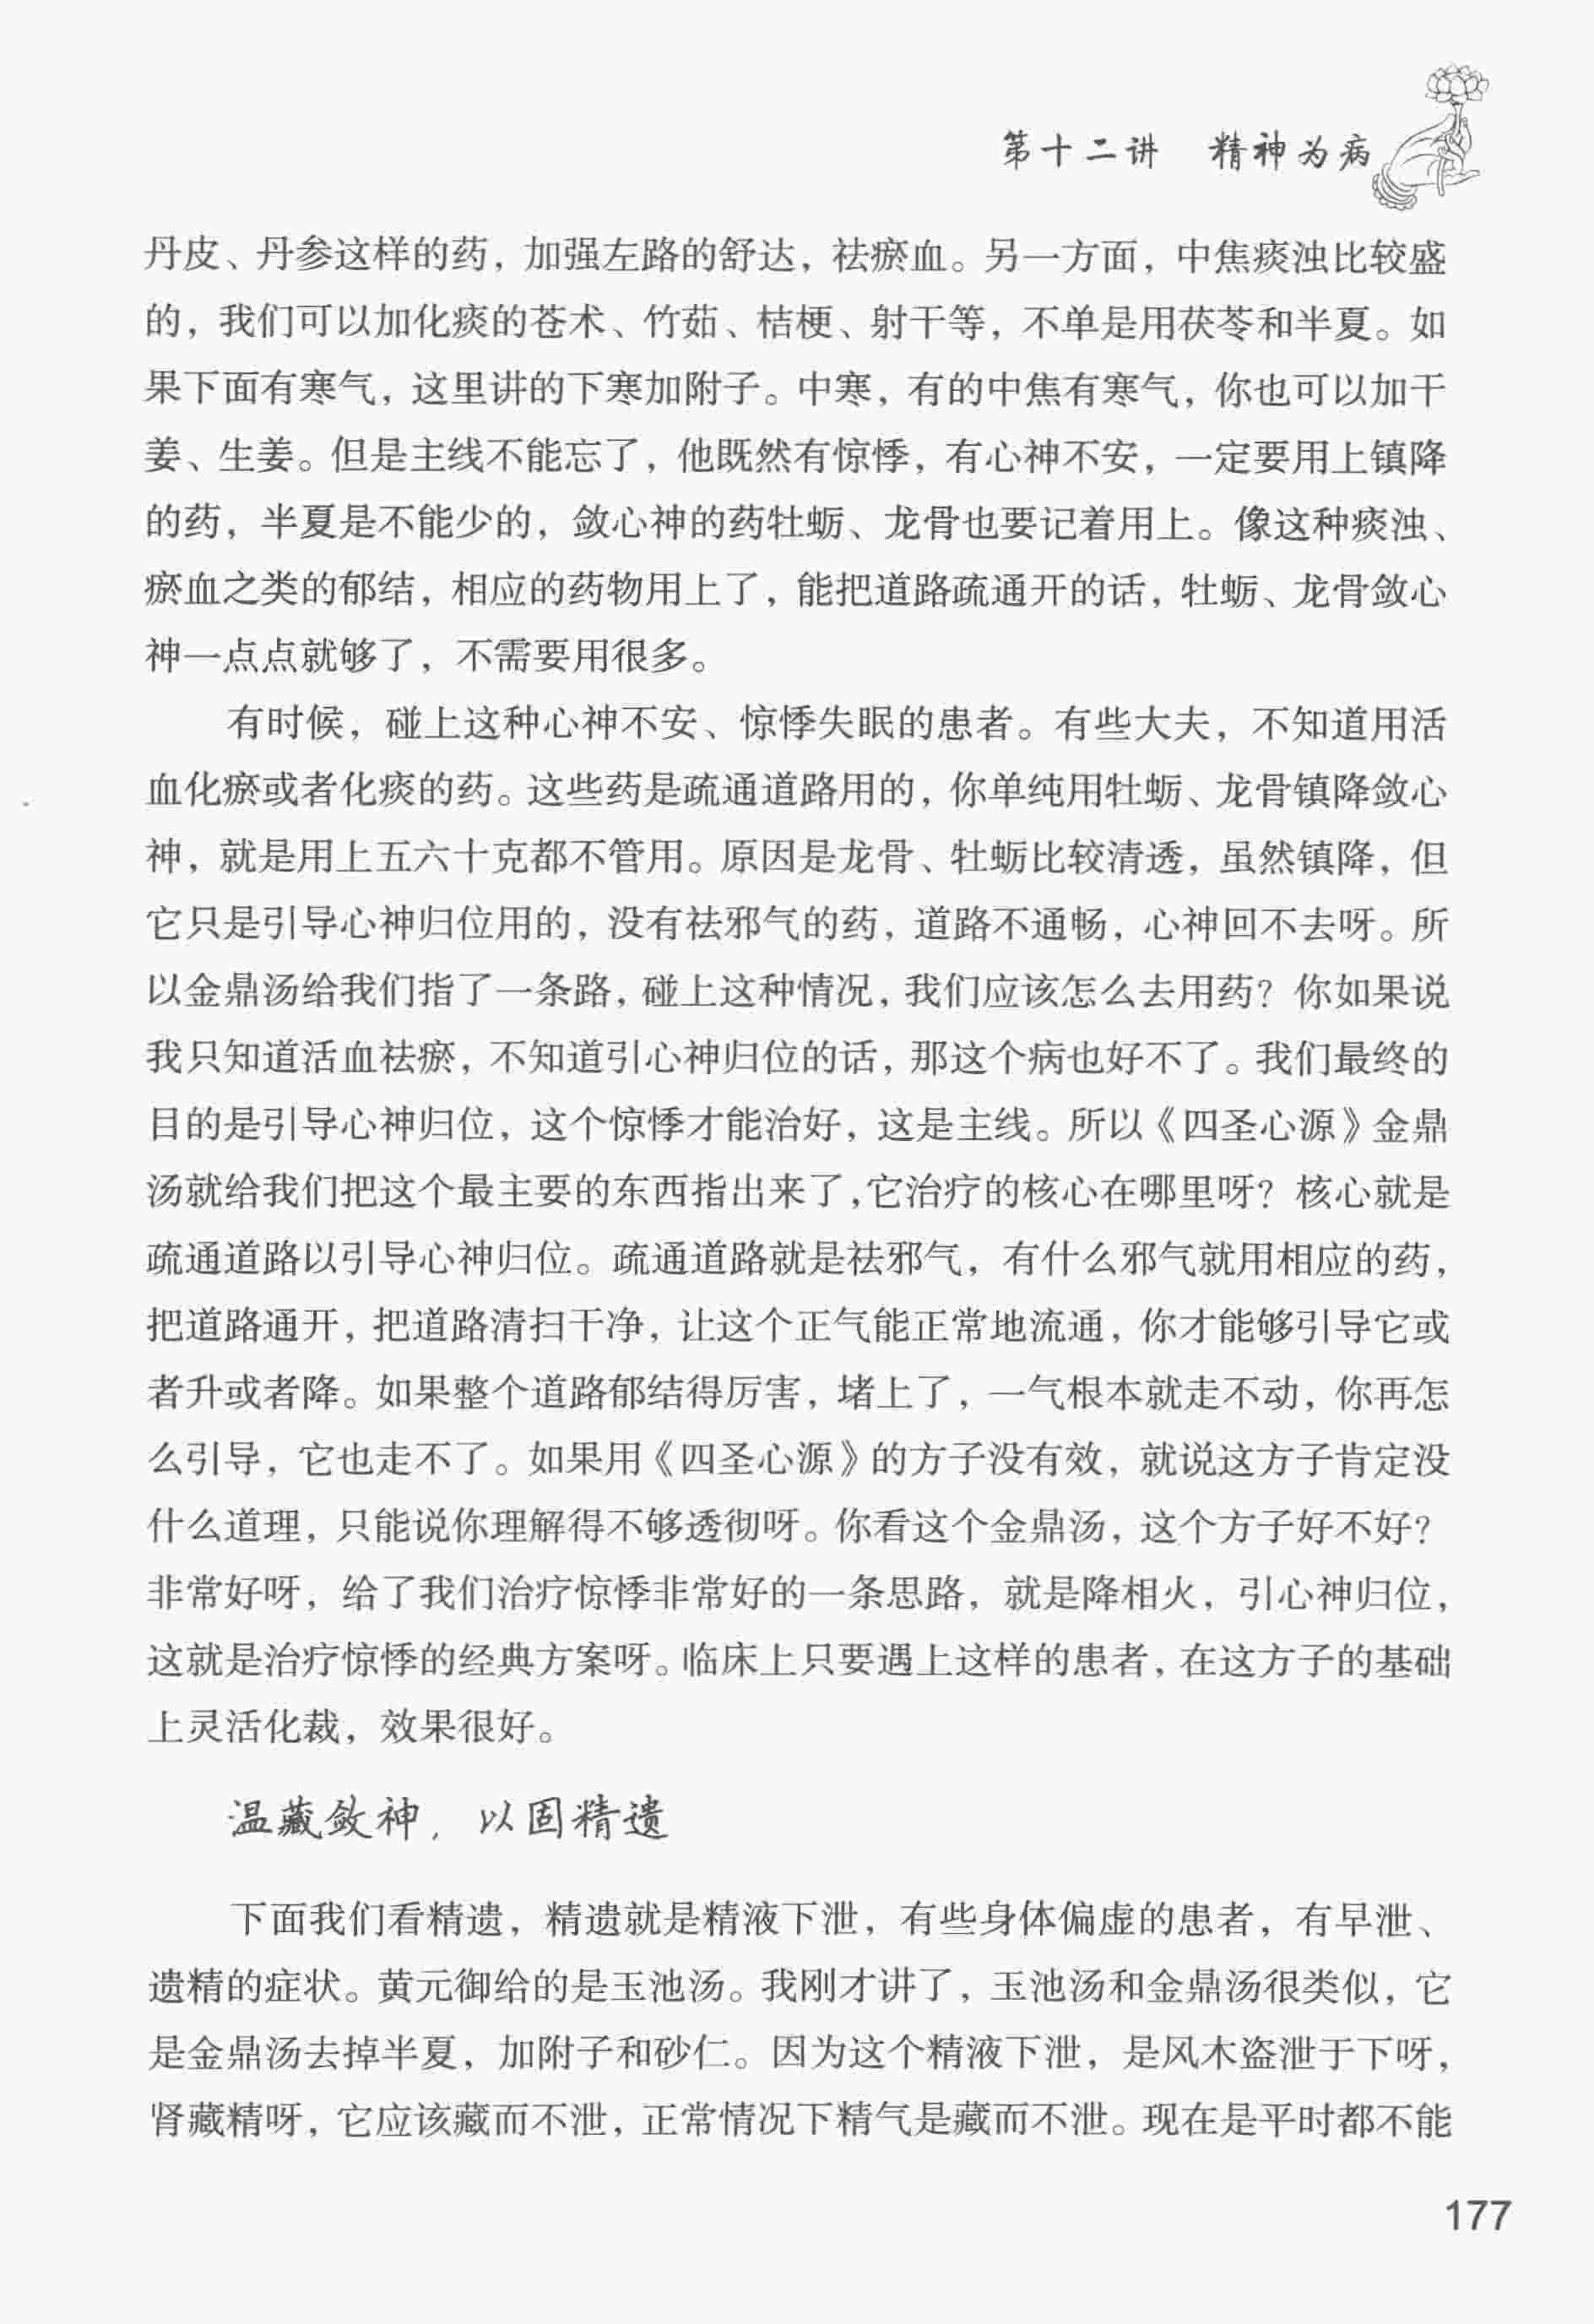 第十二讲 精神为病
丹皮、丹参这样的药，加强左路的舒达，祛瘀血。另一方面，中焦痰浊比较盛
的，我们可以加化痰的苍术、竹茹、桔梗、射干等，不单是用茯苓和半夏。如
果下面有寒气，这里讲的下寒加附子。中寒，有的中焦有寒气，你也可以加干
姜、生姜。但是主线不能忘了，他既然有惊悸，有心神不安，一定要用上镇降
的药，半夏是不能少的，敛心神的药牡蛎、龙骨也要记着用上。像这种痰浊、
瘀血之类的郁结，相应的药物用上了，能把道路疏通开的话，牡蛎、龙骨敛心
神一点点就够了，不需要用很多。
有时候，碰上这种心神不安、惊悸失眠的患者。有些大夫，不知道用活
血化瘀或者化痰的药。这些药是疏通道路用的，你单纯用牡蛎、龙骨镇降敛心
神，就是用上五六十克都不管用。原因是龙骨、牡蛎比较清透，虽然镇降，但
它只是引导心神归位用的，没有祛邪气的药，道路不通畅，心神回不去呀。所
以金鼎汤给我们指了一条路，碰上这种情况，我们应该怎么去用药？你如果说
我只知道活血祛瘀，不知道引心神归位的话，那这个病也好不了。我们最终的
目的是引导心神归位，这个惊悸才能治好，这是主线。所以《四圣心源》金鼎
汤就给我们把这个最主要的东西指出来了，它治疗的核心在哪里呀？核心就是
疏通道路以引导心神归位。疏通道路就是祛邪气，有什么邪气就用相应的药，
把道路通开，把道路清扫干净，让这个正气能正常地流通，你才能够引导它或
者升或者降。如果整个道路郁结得厉害，堵上了，一气根本就走不动，你再怎
么引导，它也走不了。如果用《四圣心源》的方子没有效，就说这方子肯定没
什么道理，只能说你理解得不够透彻呀。你看这个金鼎汤，这个方子好不好？
非常好呀，给了我们治疗惊悸非常好的一条思路，就是降相火，引心神归位，
这就是治疗惊悸的经典方案呀。临床上只要遇上这样的患者，在这方子的基础
上灵活化裁，效果很好。
温藏敛神，以固精遗
下面我们看精遗，精遗就是精液下泄，有些身体偏虚的患者，有早泄、
遗精的症状。黄元御给的是玉池汤。我刚才讲了，玉池汤和金鼎汤很类似，它
是金鼎汤去掉半夏，加附子和砂仁。因为这个精液下泄，是风木盗泄于下呀，
肾藏精呀，它应该藏而不泄，正常情况下精气是藏而不泄。现在是平时都不能
177